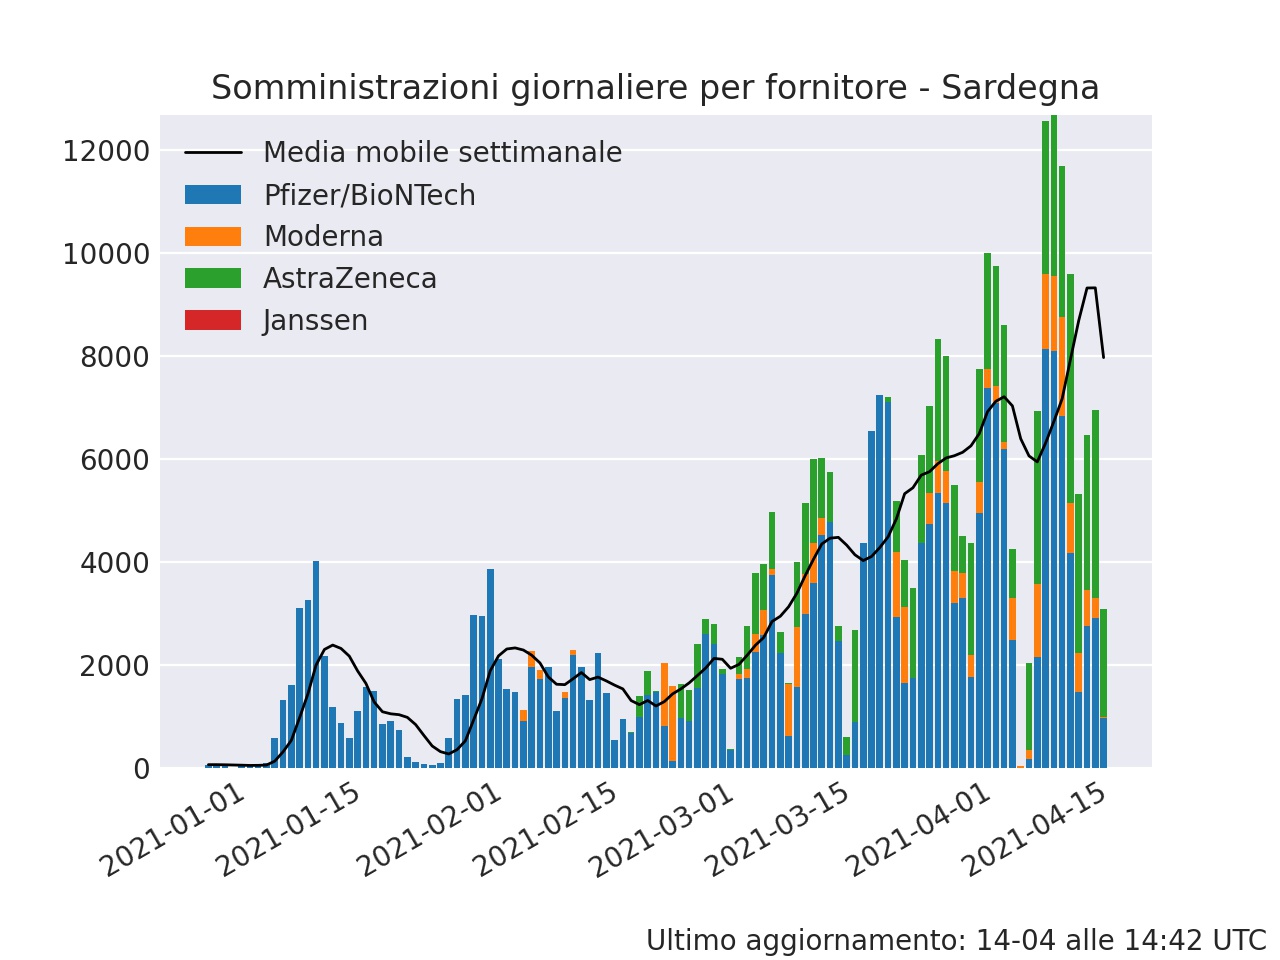 Somministrazioni giornaliere per fornitore - Sardegna
Media mobile settimanale
Pfizer/BioNTech
Moderna
AstraZeneca
Janssen
12000
10000
8000
6000
4000
2000
0
2021-01-01
2021-01-15
2021-02-01
2021-02-15
2021-03-01
2021-03-15
2021-04-01
2021-04-15
Ultimo aggiornamento: 14-04 alle 14:42 UTC